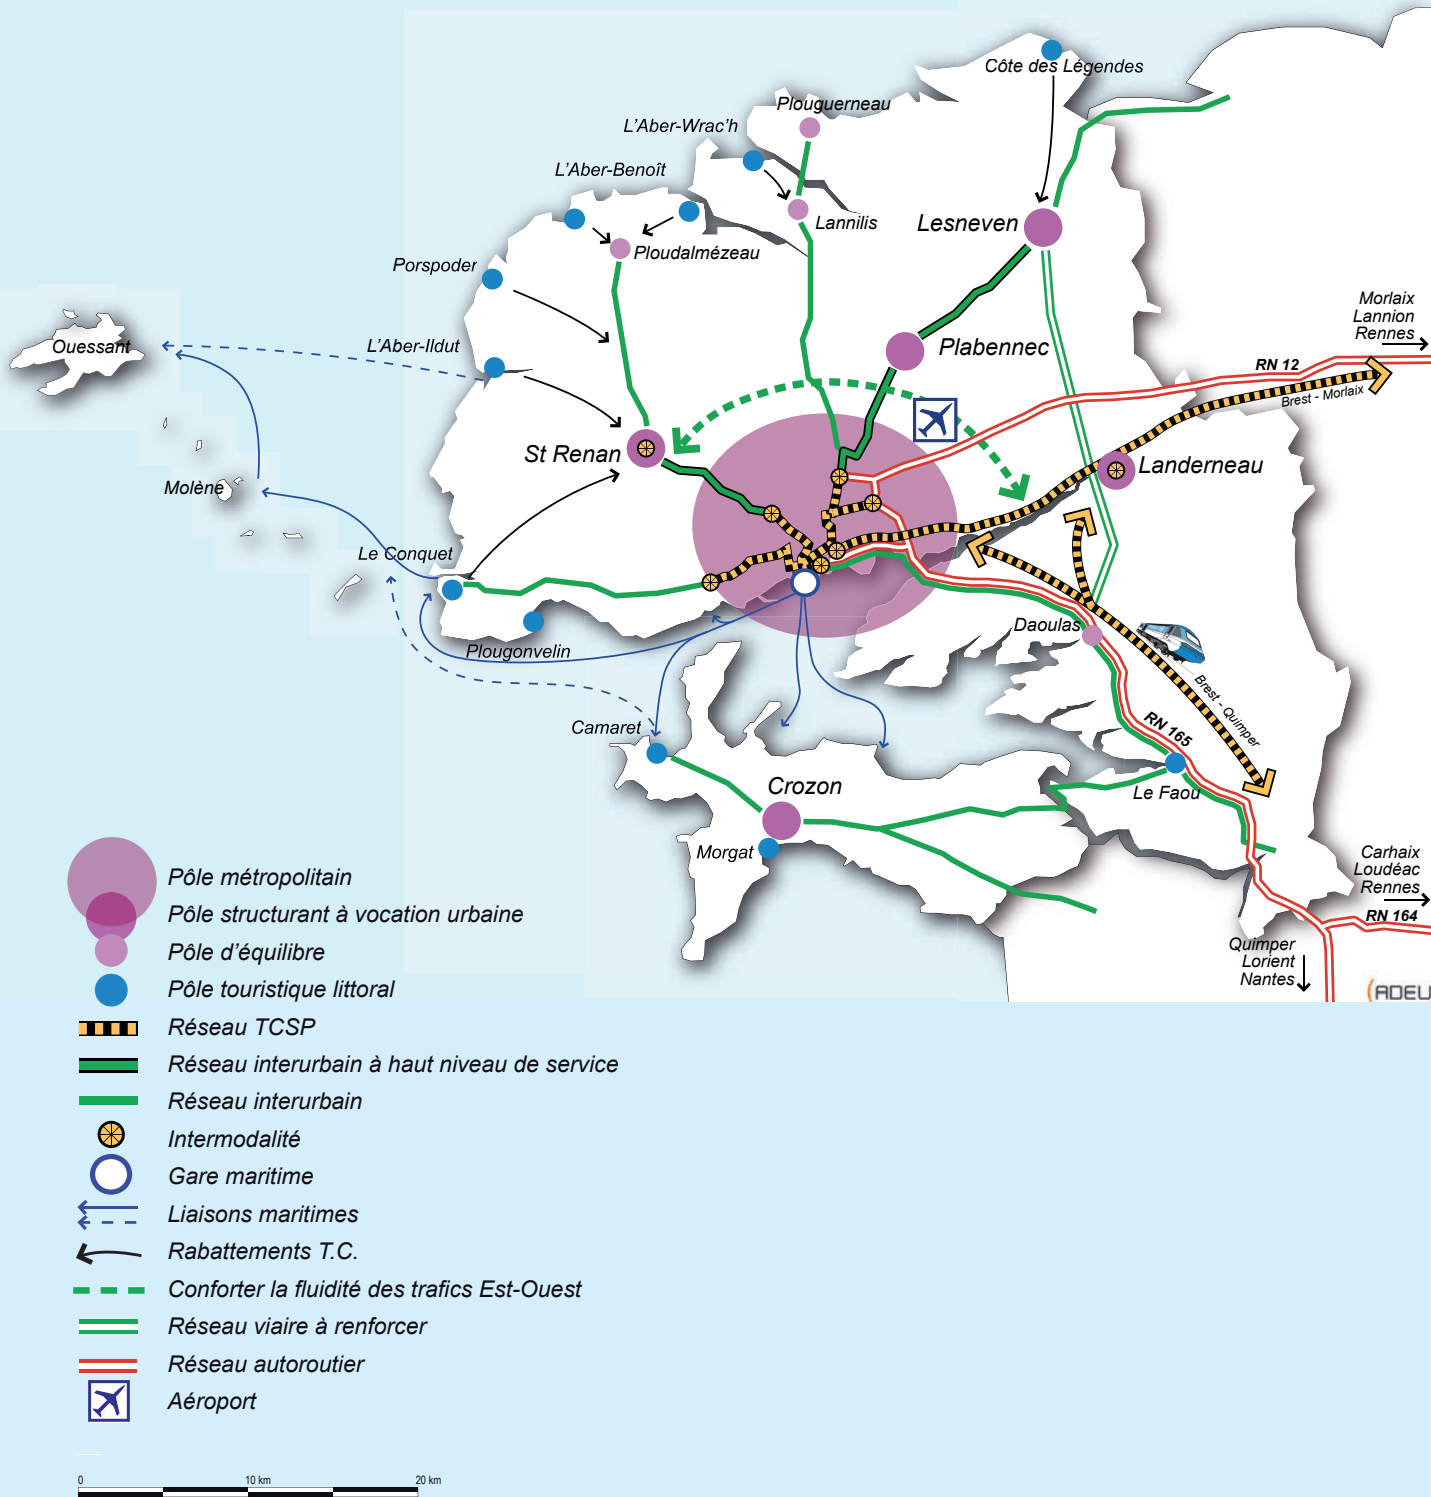 Côte des Légendes
Plouguerneau
L'Aber-Wrac'h
L'Aber-Benoît
Lannilis
Lesneven
Ploudalmézeau
Porspoder
Morlaix
Lannion
Rennes
Ouessant
L'Aber-Ildut
Plabennec
RN 12
Brest - Morlaix
St Renan
Landerneau
Molène
Le Conquet
Daoulas
Plougonvelin
Brest - Quimper
Camaret
RN 165
Crozon
Le Faou
Morgat
Carhaix
Loudéac
Rennes
RN 164
Quimper
Lorient
Nantes
ADEU
Pôle métropolitain
Pôle structurant à vocation urbaine
Pôle d'équilibre
Pôle touristique littoral
Réseau TCSP
Réseau interurbain à haut niveau de service
Réseau interurbain
Intermodalité
Gare maritime
Liaisons maritimes
Rabattements T.C.
Conforter la fluidité des trafics Est-Ouest
Réseau viaire à renforcer
Réseau autoroutier
Aéroport
0 10 km 20 km